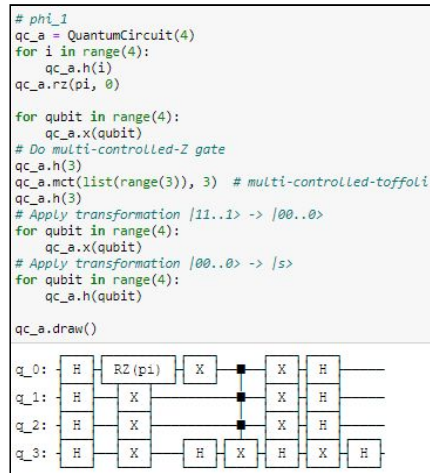 # phi_1
qc_a = QuantumCircuit(4)
for i in range(4):
    qc_a.h(i)
qc_a.rz(pi, 0)

for qubit in range(4):
    qc_a.x(qubit)
# Do multi-controlled-Z gate
qc_a.h(3)
qc_a.mct(list(range(3)), 3)  # multi-controlled-toffoli
qc_a.h(3)
# Apply transformation |11..1> -> |00..0>
for qubit in range(4):
    qc_a.x(qubit)
# Apply transformation |00..0> -> |s>
for qubit in range(4):
    qc_a.h(qubit)

qc_a.draw()
q_0: H RZ(pi) X X H
q_1: H X X H
q_2: H X X H
q_3: H X H X H X H